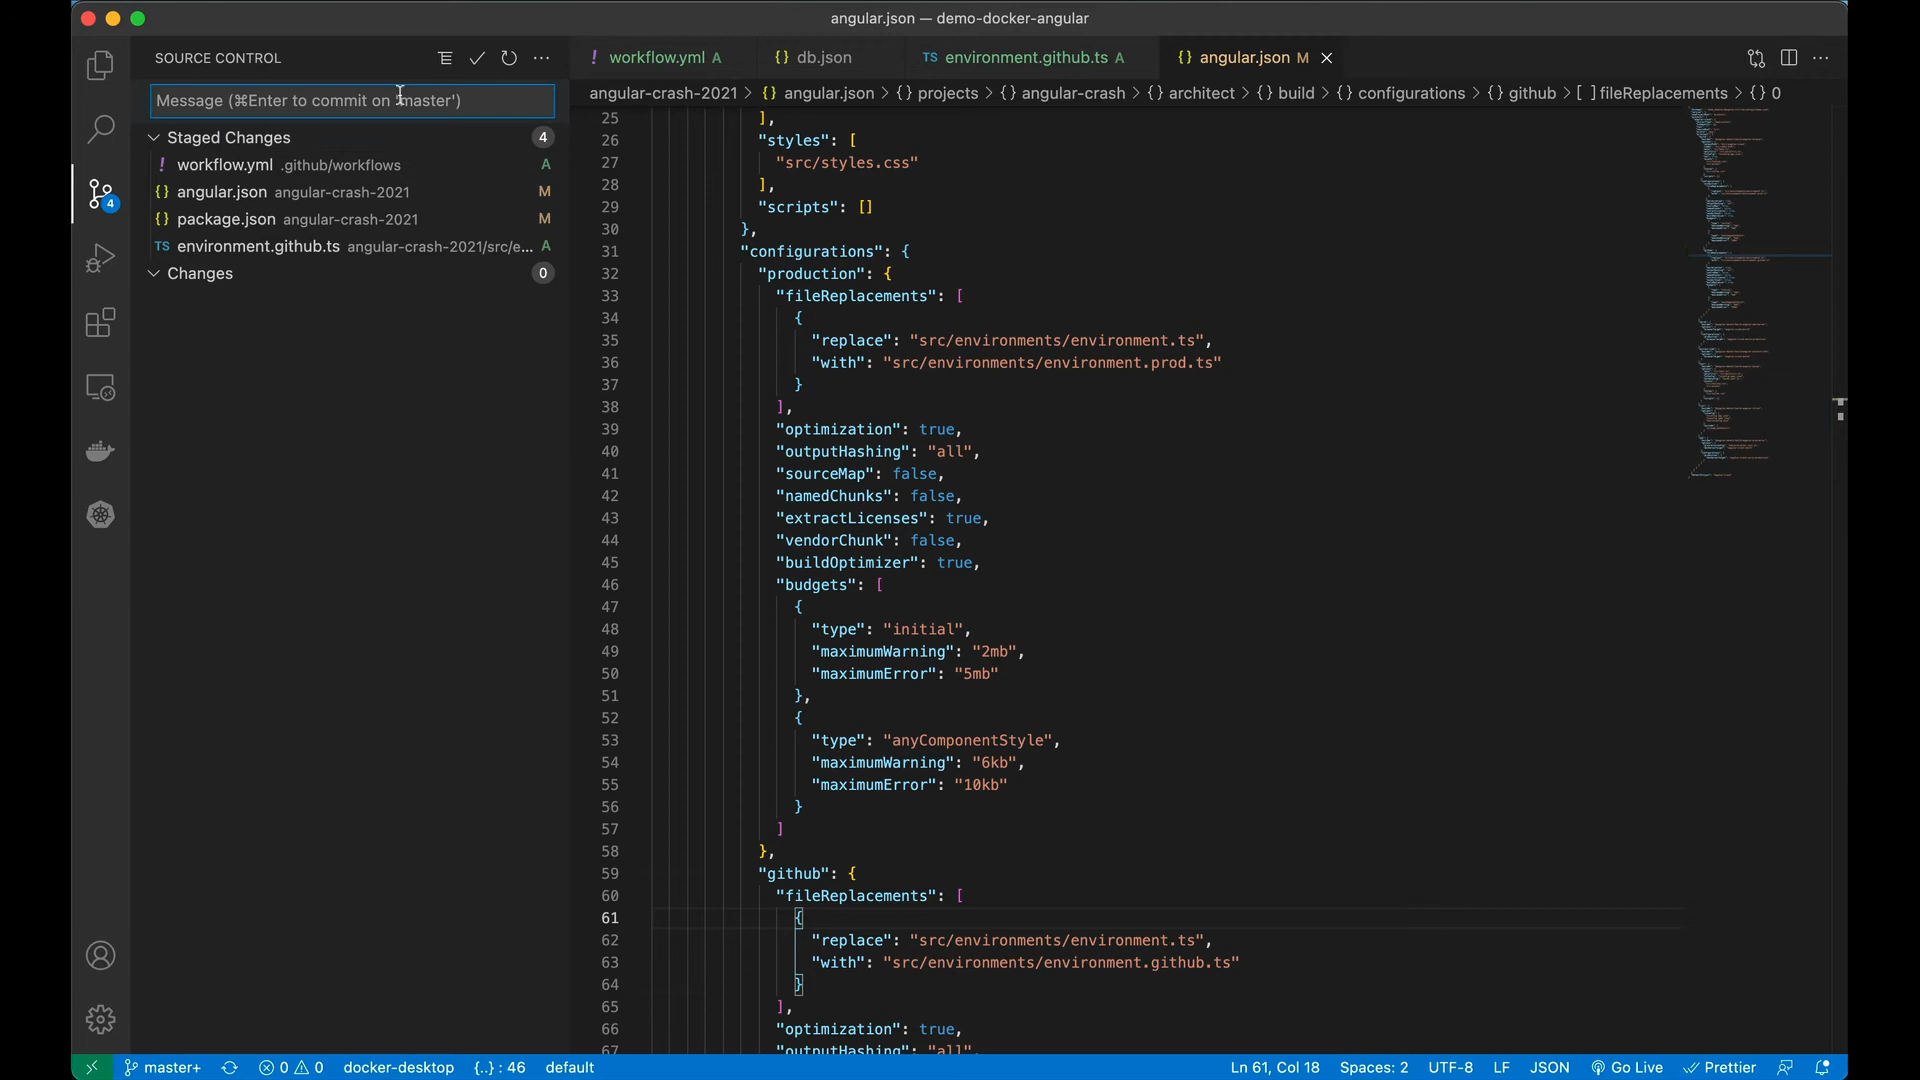 angular.json — demo-docker-angular
SOURCE CONTROL
workflow.yml A
{} db.json
TS environment.github.ts A
{} angular.json M
angular-crash-2021 > {} angular.json > {} projects > {} angular-crash > {} architect > {} build > {} configurations > {} github > [ ] fileReplacements > {} 0
Message (⌘Enter to commit on 'master')
Staged Changes 4
! workflow.yml .github/workflows A
{} angular.json angular-crash-2021 M
{} package.json angular-crash-2021 M
TS environment.github.ts angular-crash-2021/src/e... A
Changes 0
4
25 ],
26 "styles": [
27 "src/styles.css"
28 ],
29 "scripts": []
30 },
31 "configurations": {
32 "production": {
33 "fileReplacements": [
34 {
35 "replace": "src/environments/environment.ts",
36 "with": "src/environments/environment.prod.ts"
37 }
38 ],
39 "optimization": true,
40 "outputHashing": "all",
41 "sourceMap": false,
42 "namedChunks": false,
43 "extractLicenses": true,
44 "vendorChunk": false,
45 "buildOptimizer": true,
46 "budgets": [
47 {
48 "type": "initial",
49 "maximumWarning": "2mb",
50 "maximumError": "5mb"
51 },
52 {
53 "type": "anyComponentStyle",
54 "maximumWarning": "6kb",
55 "maximumError": "10kb"
56 }
57 ]
58 },
59 "github": {
60 "fileReplacements": [
61 {
62 "replace": "src/environments/environment.ts",
63 "with": "src/environments/environment.github.ts"
64 }
65 ],
66 "optimization": true,
67 "outputHashing": "all",
master+ 0 0 docker-desktop {..} : 46 default Ln 61, Col 18 Spaces: 2 UTF-8 LF JSON Go Live Prettier